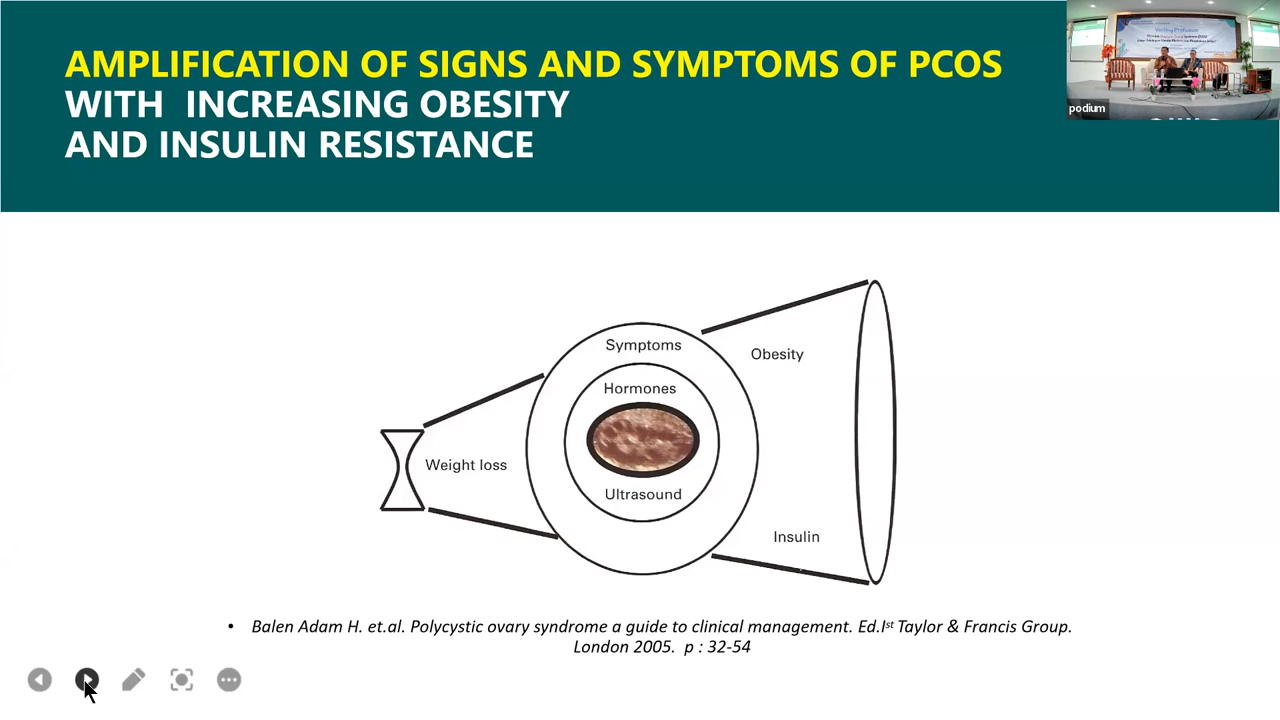 AMPLIFICATION OF SIGNS AND SYMPTOMS OF PCOS
WITH INCREASING OBESITY
AND INSULIN RESISTANCE
podium
Symptoms
Obesity
Hormones
Weight loss
Ultrasound
Insulin
• Balen Adam H. et.al. Polycystic ovary syndrome a guide to clinical management. Ed.Ist Taylor & Francis Group.
London 2005. p : 32-54